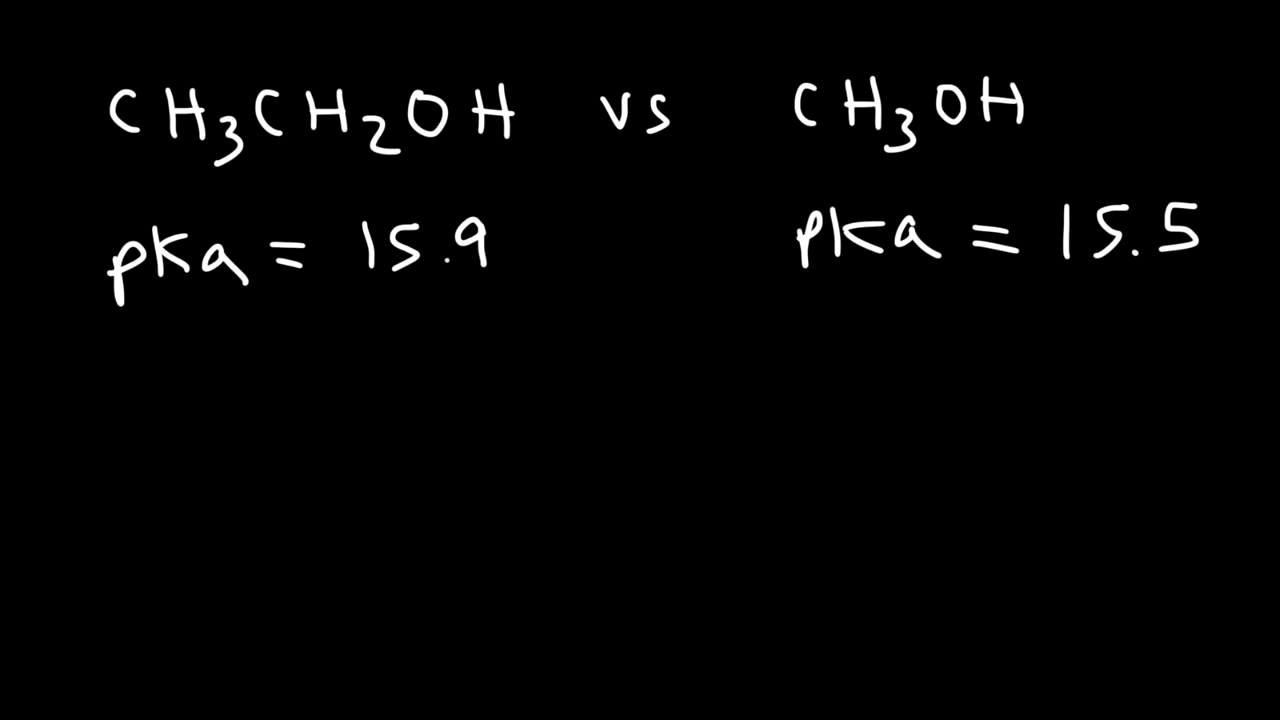 CH3CH2OH vs CH3OH
pKa = 15.9 pKa = 15.5